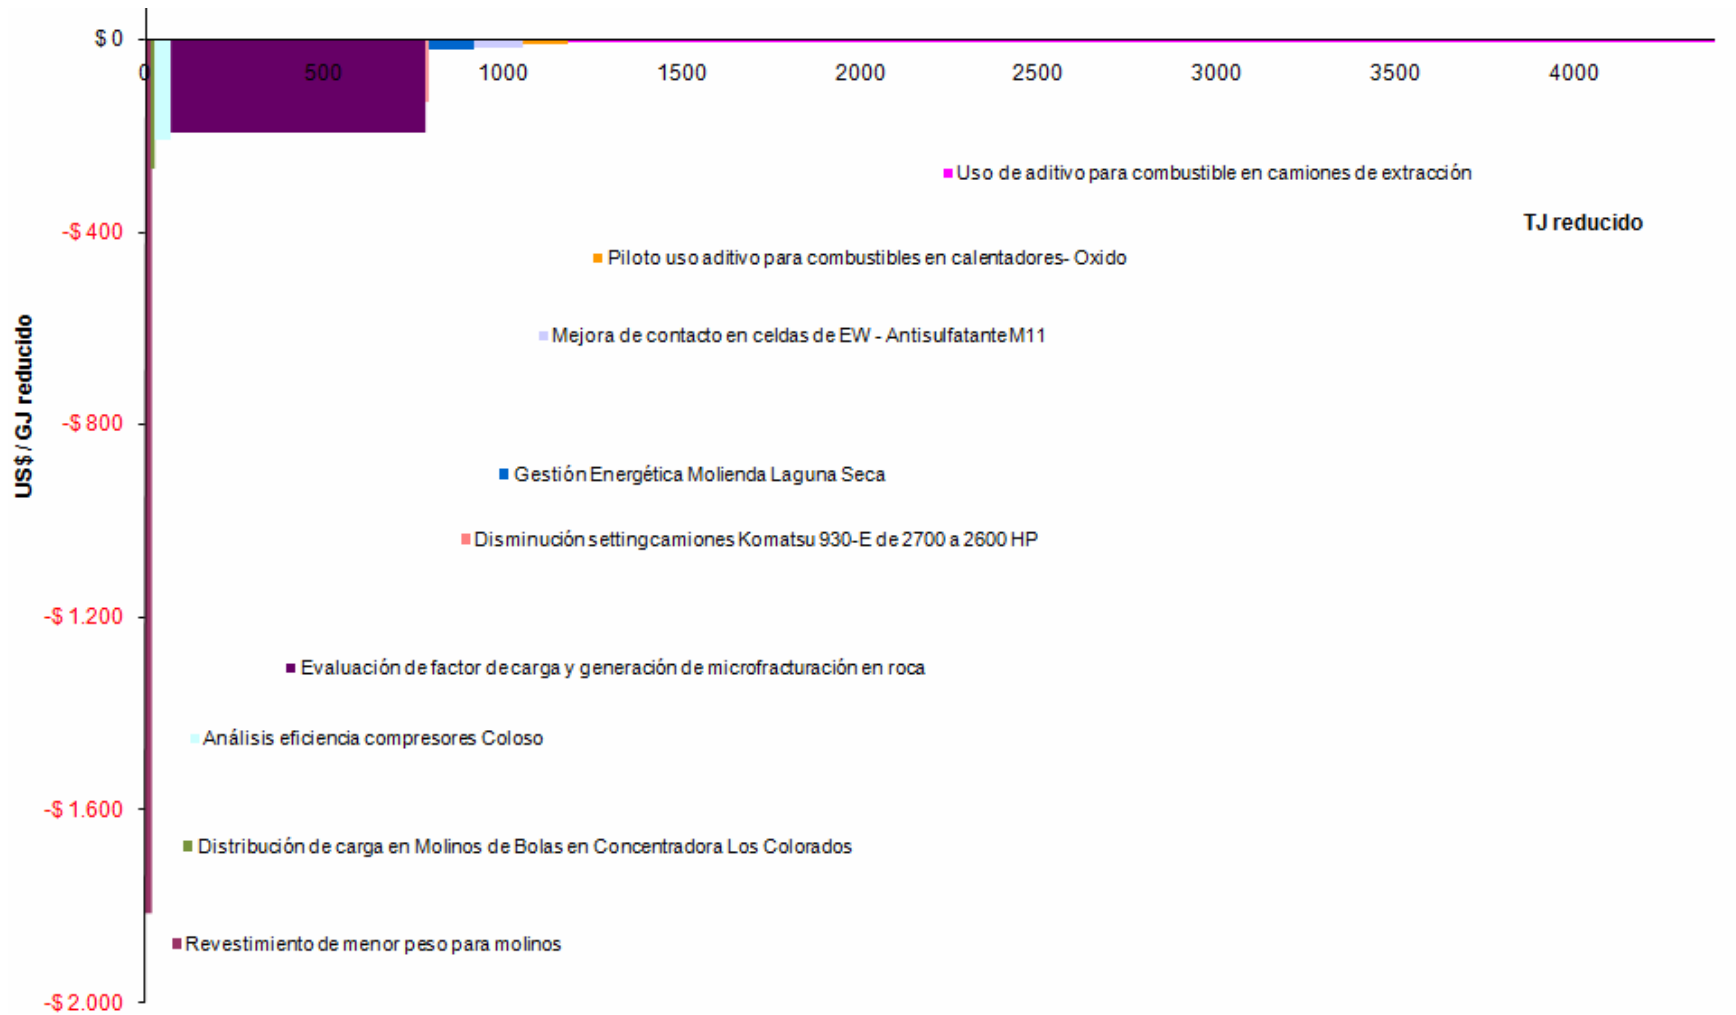 $ 0
0 500 1000 1500 2000 2500 3000 3500 4000
Uso de aditivo para combustible en camiones de extracción
TJ reducido
-$ 400
Piloto uso aditivo para combustibles en calentadores- Oxido
Mejora de contacto en celdas de EW - Antisulfatante M11
US$ / GJ reducido
-$ 800
Gestión Energética Molienda Laguna Seca
Disminución setting camiones Komatsu 930-E de 2700 a 2600 HP
-$ 1.200
Evaluación de factor de carga y generación de microfracturación en roca
Análisis eficiencia compresores Coloso
-$ 1.600
Distribución de carga en Molinos de Bolas en Concentradora Los Colorados
Revestimiento de menor peso para molinos
-$ 2.000